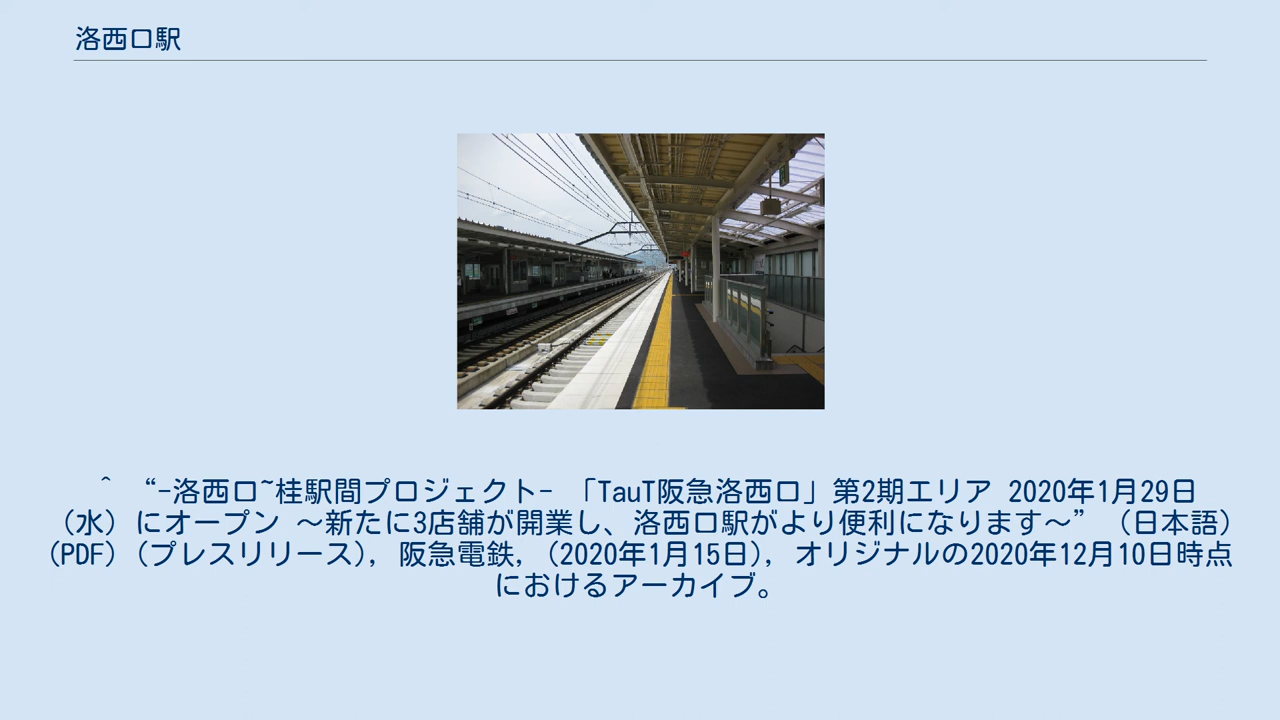 洛西口駅
^ “-洛西口~桂駅間プロジェクト- 「TauT阪急洛西口」第2期エリア 2020年1月29日
（水）にオープン ～新たに3店舗が開業し、洛西口駅がより便利になります～” （日本語）
(PDF)（プレスリリース), 阪急電鉄, (2020年1月15日), オリジナルの2020年12月10日時点
におけるアーカイブ。